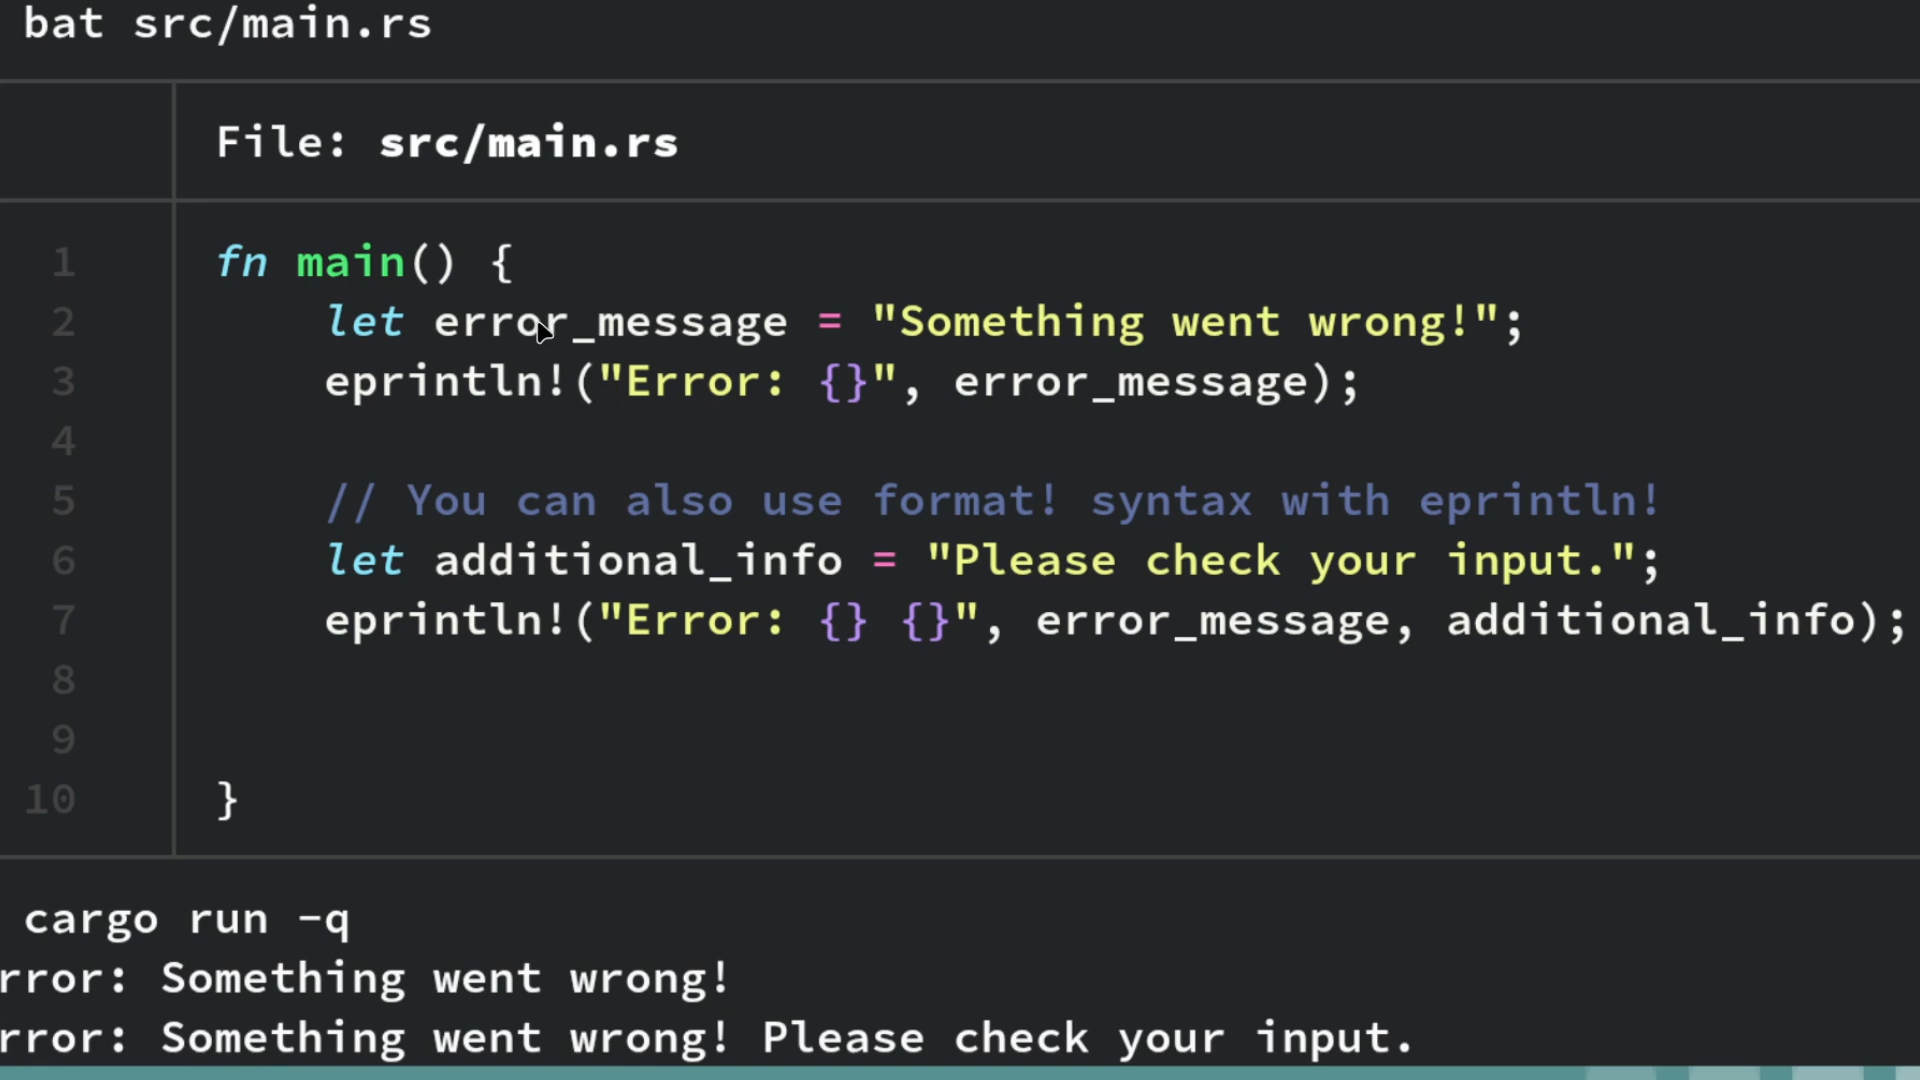 bat src/main.rs
File: src/main.rs
1 fn main() {
2 let error_message = "Something went wrong!";
3 eprintln!("Error: {}", error_message);
4
5 // You can also use format! syntax with eprintln!
6 let additional_info = "Please check your input.";
7 eprintln!("Error: {} {}", error_message, additional_info);
8
9
10 }
cargo run -q
rror: Something went wrong!
rror: Something went wrong! Please check your input.